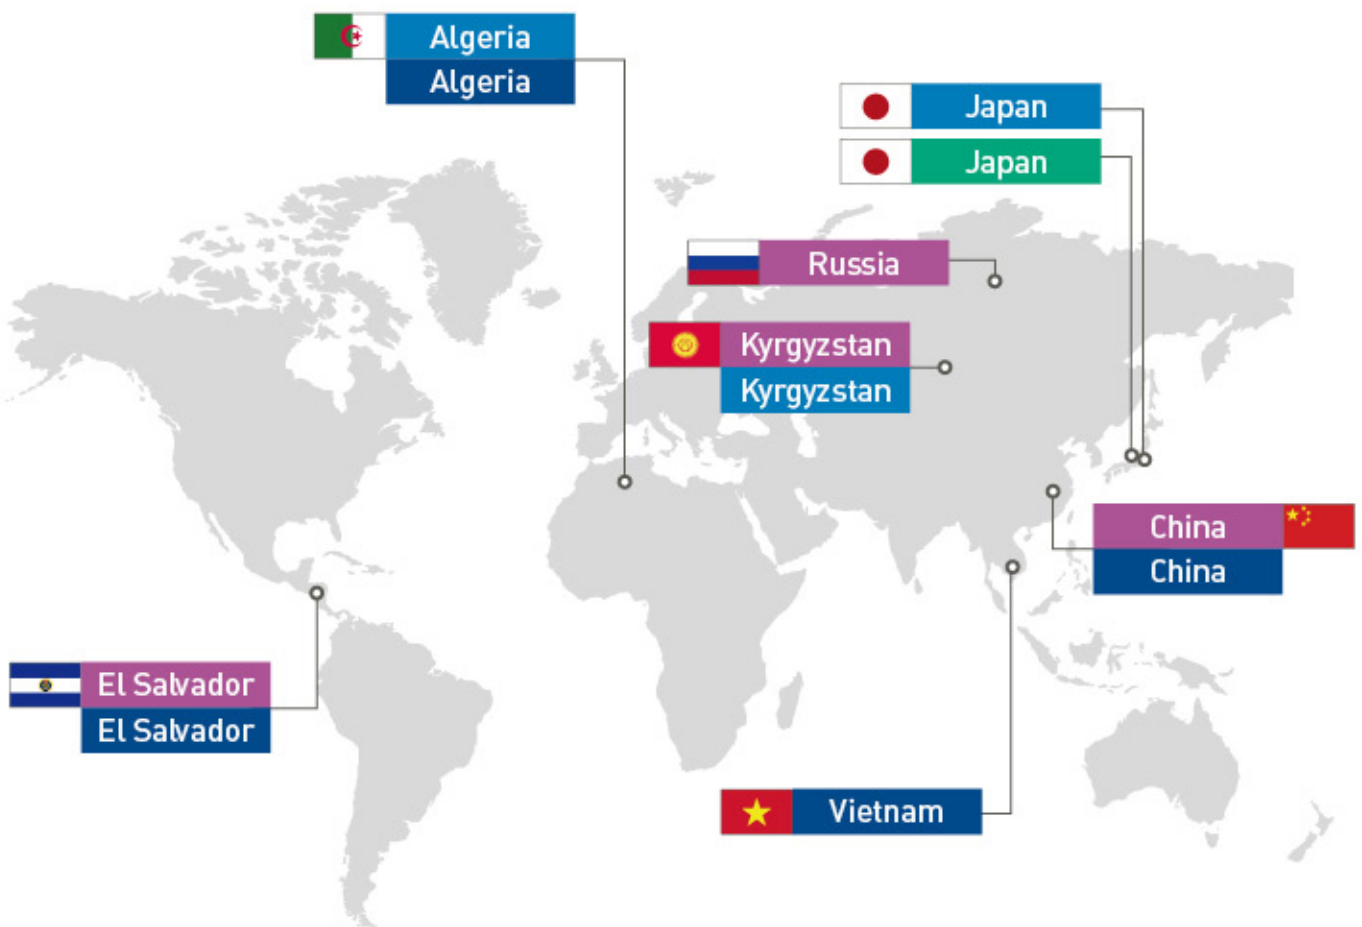 Algeria
Algeria
Japan
Japan
Russia
Kyrgyzstan
Kyrgyzstan
China
China
El Salvador
El Salvador
Vietnam